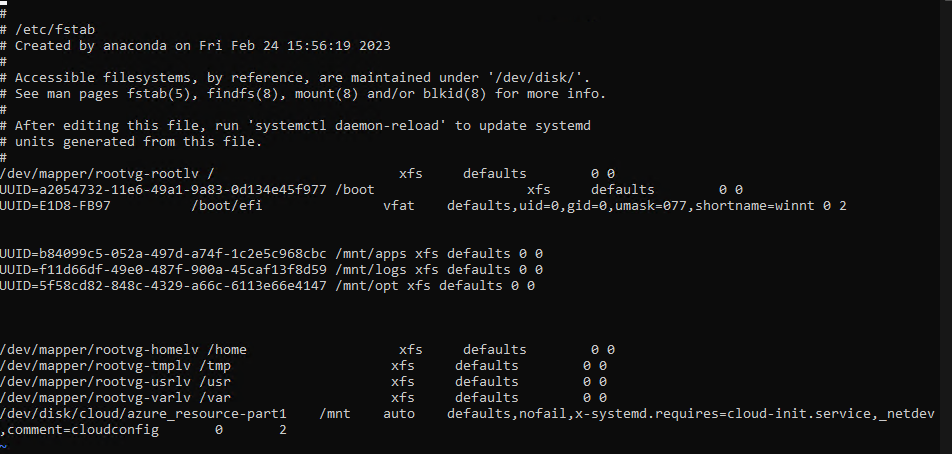 #
# /etc/fstab
# Created by anaconda on Fri Feb 24 15:56:19 2023
#
# Accessible filesystems, by reference, are maintained under '/dev/disk/'.
# See man pages fstab(5), findfs(8), mount(8) and/or blkid(8) for more info.
#
# After editing this file, run 'systemctl daemon-reload' to update systemd
# units generated from this file.
#
/dev/mapper/rootvg-rootlv /                       xfs     defaults        0 0
UUID=a2054732-11e6-49a1-9a83-0d134e45f977 /boot                   xfs     defaults        0 0
UUID=E1D8-FB97          /boot/efi               vfat    defaults,uid=0,gid=0,umask=077,shortname=winnt 0 2
UUID=b84099c5-052a-497d-a74f-1c2e5c968cbc /mnt/apps xfs defaults 0 0
UUID=f11d66df-49e0-487f-900a-45caf13f8d59 /mnt/logs xfs defaults 0 0
UUID=5f58cd82-848c-4329-a66c-6113e66e4147 /mnt/opt xfs defaults 0 0
/dev/mapper/rootvg-homelv /home                   xfs     defaults        0 0
/dev/mapper/rootvg-tmplv /tmp                    xfs     defaults        0 0
/dev/mapper/rootvg-usrlv /usr                    xfs     defaults        0 0
/dev/mapper/rootvg-varlv /var                    xfs     defaults        0 0
/dev/disk/cloud/azure_resource-part1    /mnt    auto    defaults,nofail,x-systemd.requires=cloud-init.service,_netdev
,comment=cloudconfig       0       2
~